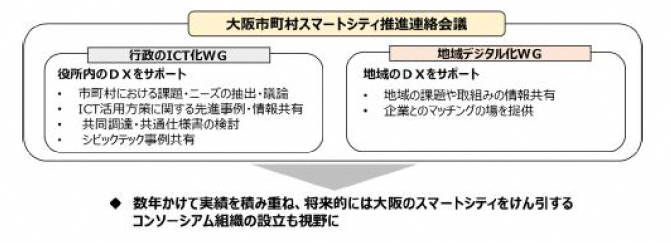 大阪市町村スマートシティ推進連絡会議
行政のICT化WG
役所内のDXをサポート
・ 市町村における課題・ニーズの抽出・議論
・ ICT活用方策に関する先進事例・情報共有
・ 共同調達・共通仕様書の検討
・ シビックテック事例共有
地域デジタル化WG
地域のDXをサポート
・ 地域の課題や取組みの情報共有
・ 企業とのマッチングの場を提供
◆ 数年かけて実績を積み重ね、将来的には大阪のスマートシティをけん引する
コンソーシアム組織の設立も視野に